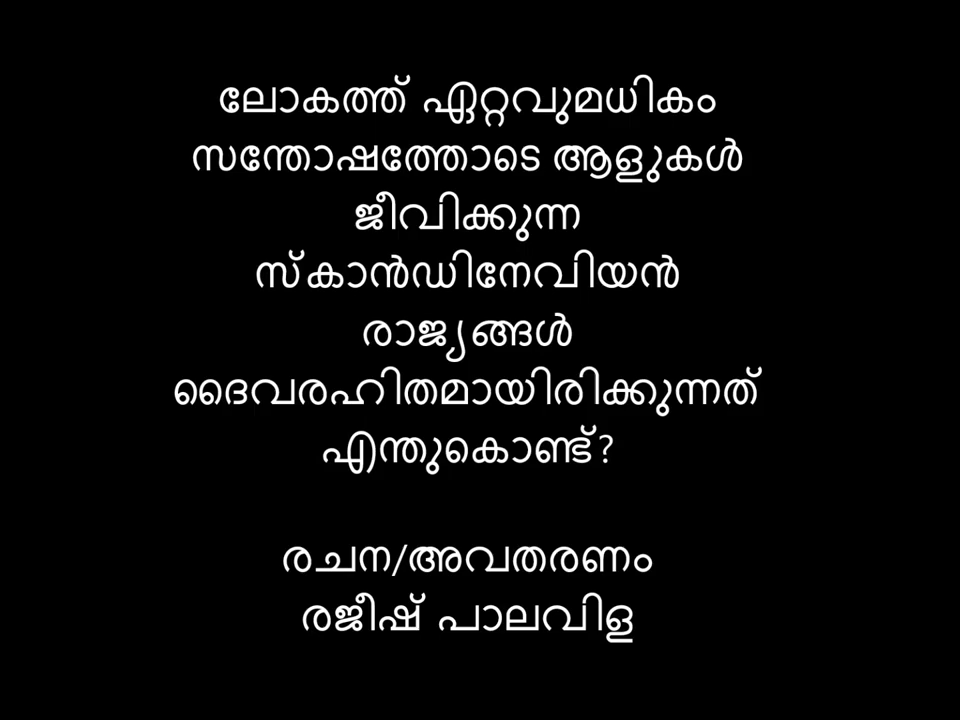 ലോകത്ത് ഏറ്റവുമധികം
സന്തോഷത്തോടെ ആളുകൾ
ജീവിക്കുന്ന
സ്കാൻഡിനേവിയൻ
രാജ്യങ്ങൾ
ദൈവരഹിതമായിരിക്കുന്നത്
എന്തുകൊണ്ട്?
രചന/അവതരണം
രജീഷ് പാലവിള